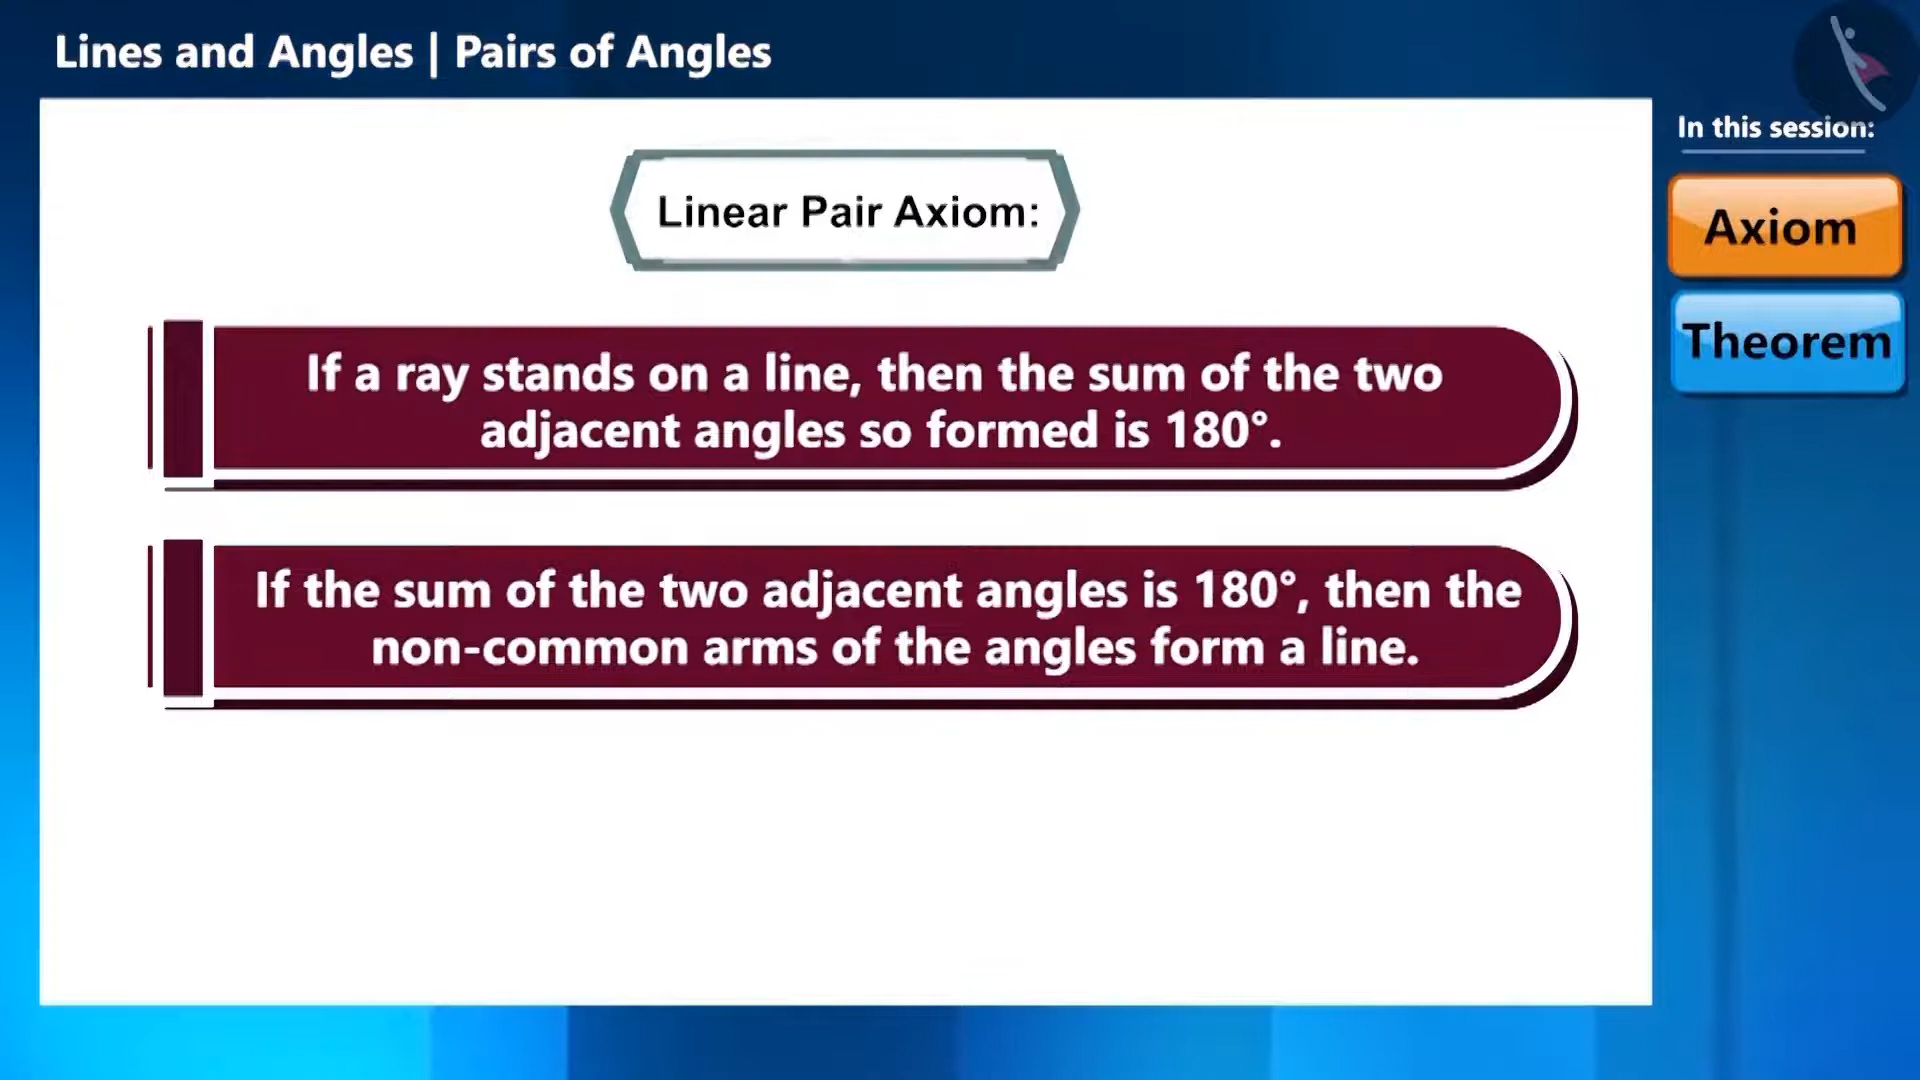 Lines and Angles | Pairs of Angles
In this session:
Linear Pair Axiom:
Axiom
Theorem
If a ray stands on a line, then the sum of the two
adjacent angles so formed is 180°.
If the sum of the two adjacent angles is 180°, then the
non-common arms of the angles form a line.